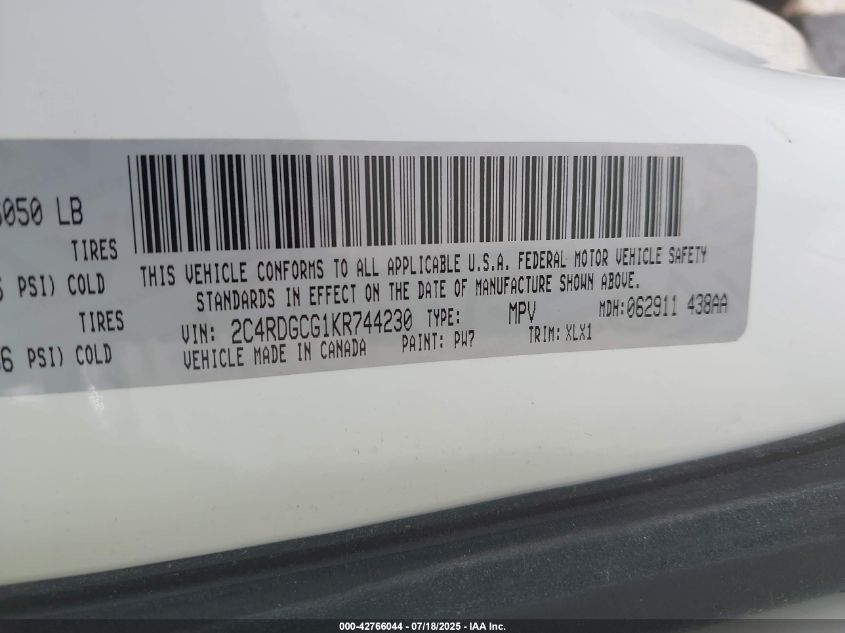 050 LB
TIRES
PSI) COLD
TIRES
6 PSI) COLD
THIS VEHICLE CONFORMS TO ALL APPLICABLE U.S.A. FEDERAL MOTOR VEHICLE SAFETY
STANDARDS IN EFFECT ON THE DATE OF MANUFACTURE SHOWN ABOVE.
VIN: 2C4RDGCG1KR744230 TYPE: MPV MDH:062911 438AA
VEHICLE MADE IN CANADA PAINT: PW7 TRIM: XLX1
000-42766044 / 07/18/2025 - IAA Inc.